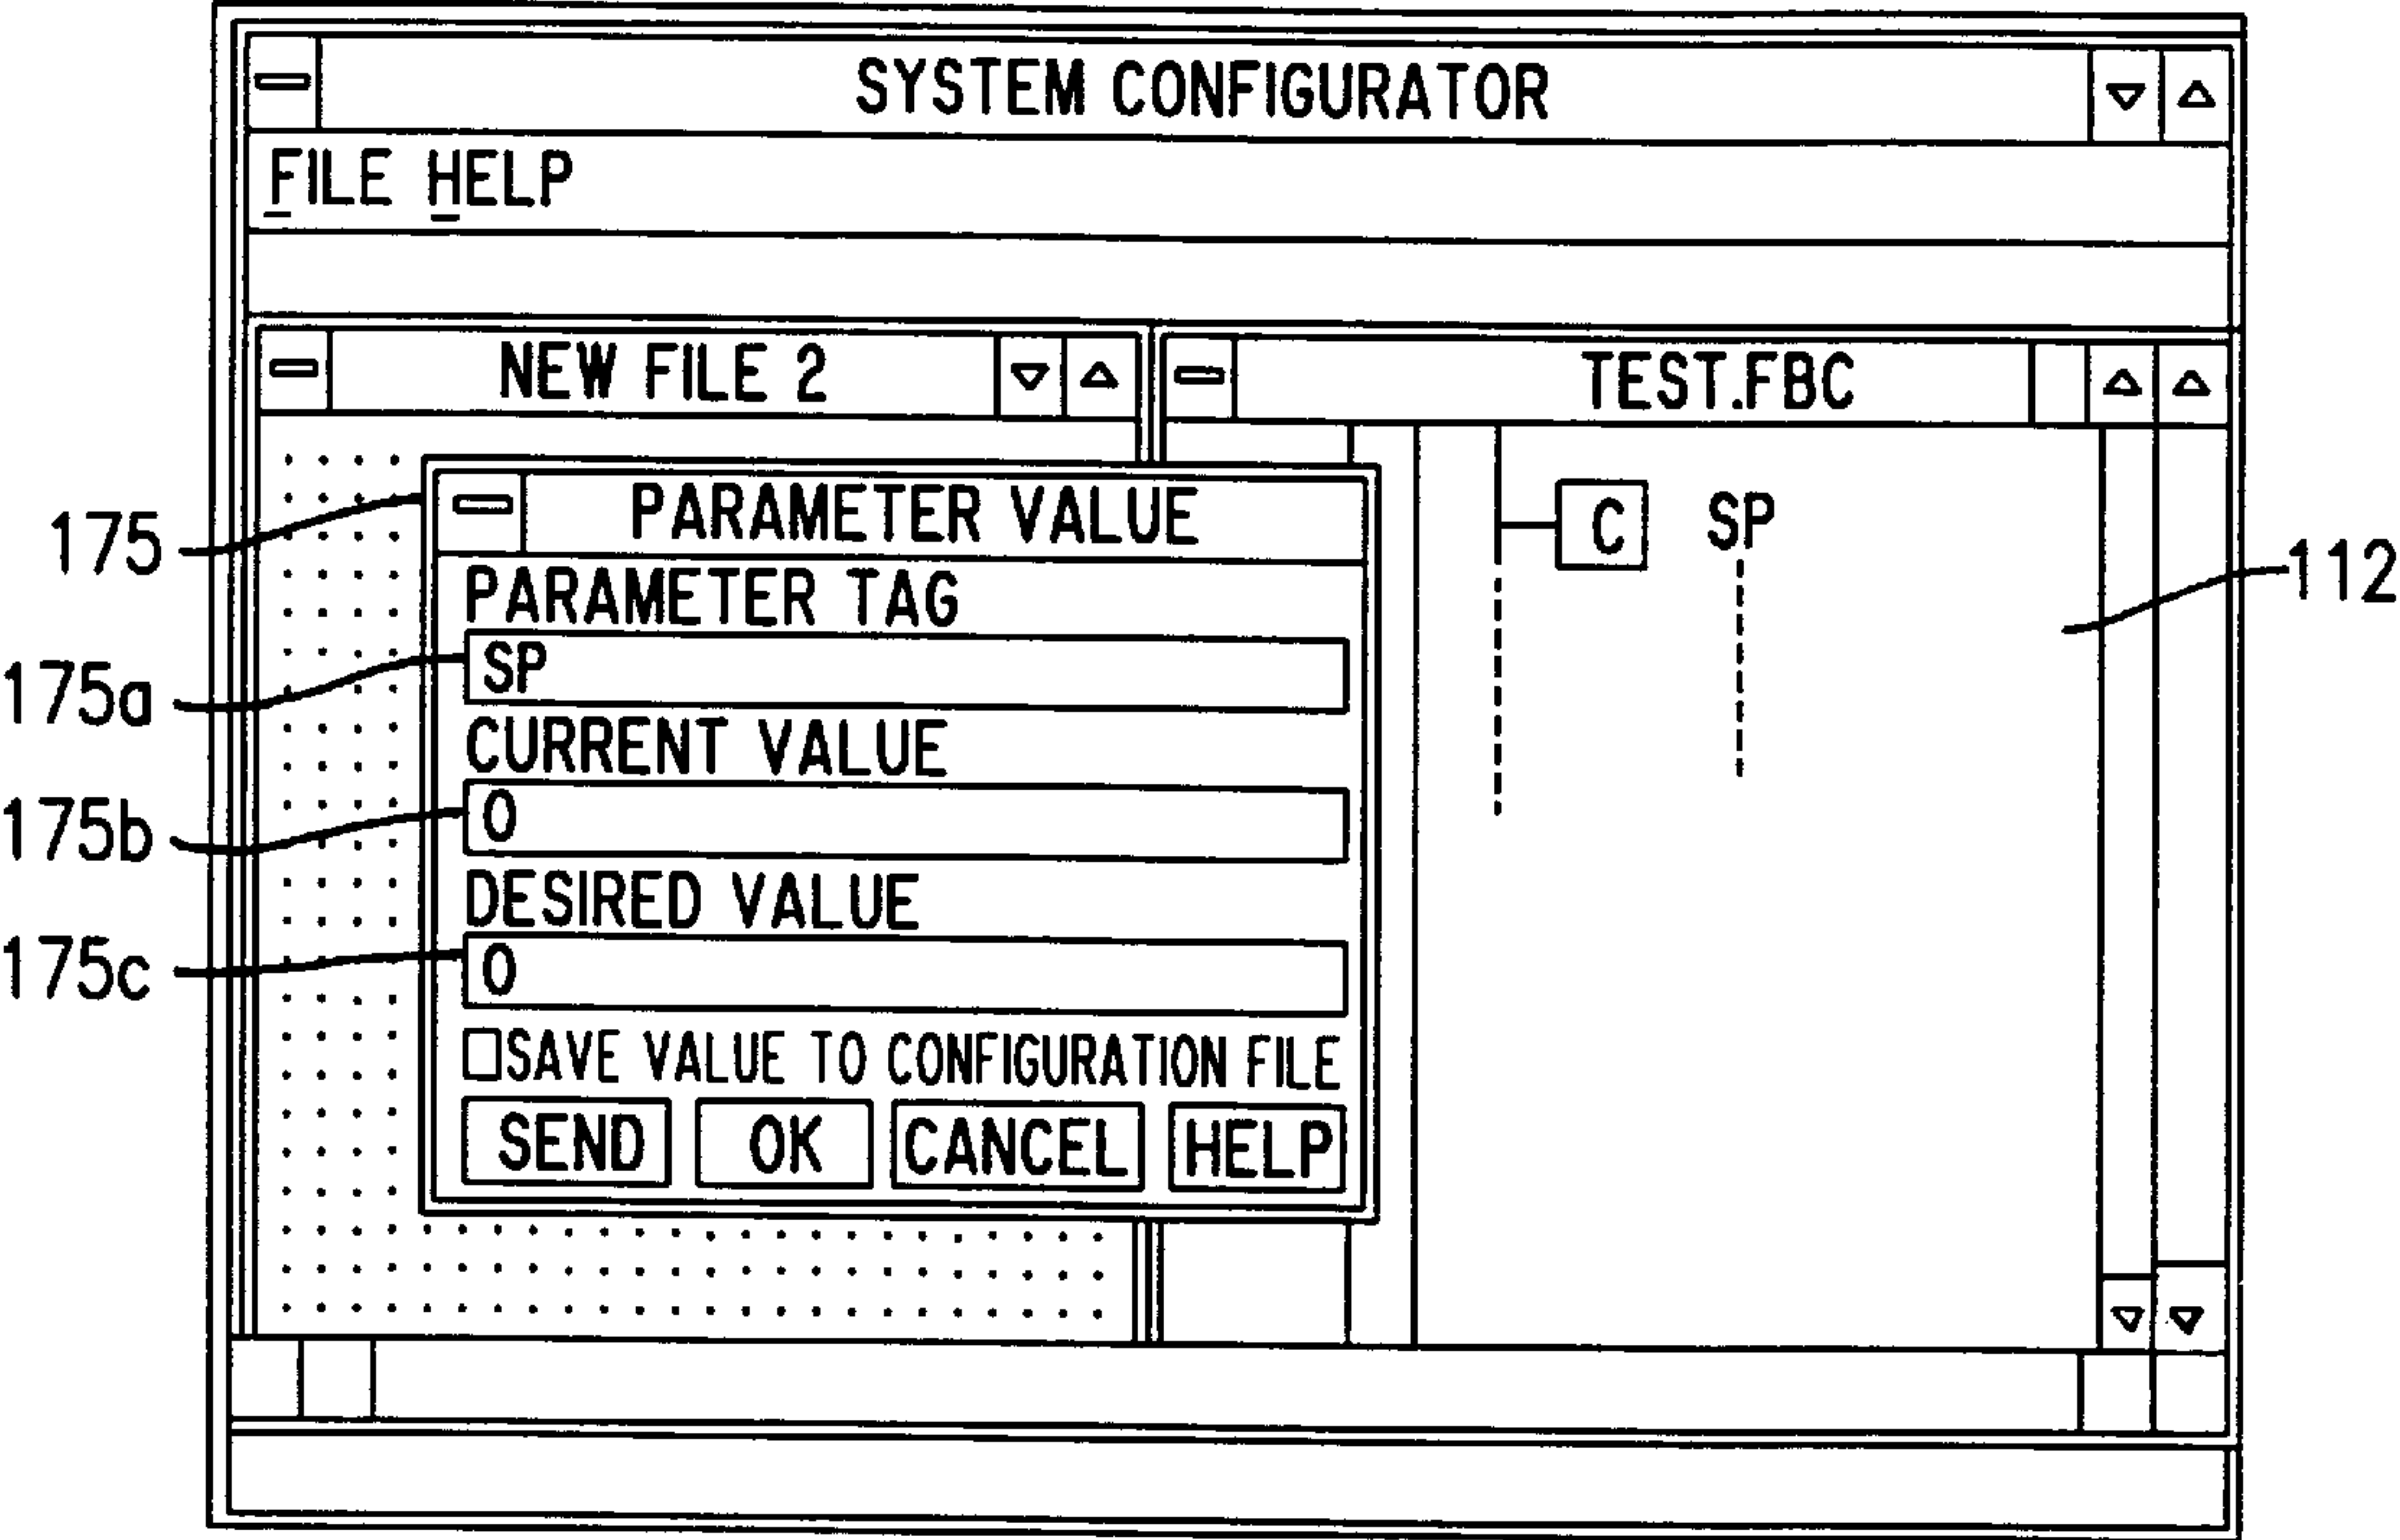 SYSTEM CONFIGURATOR
FILE HELP
NEW FILE 2
TEST.FBC
PARAMETER VALUE
C SP
175
PARAMETER TAG
112
SP
175a
CURRENT VALUE
0
175b
DESIRED VALUE
0
175c
SAVE VALUE TO CONFIGURATION FILE
SEND OK CANCEL HELP